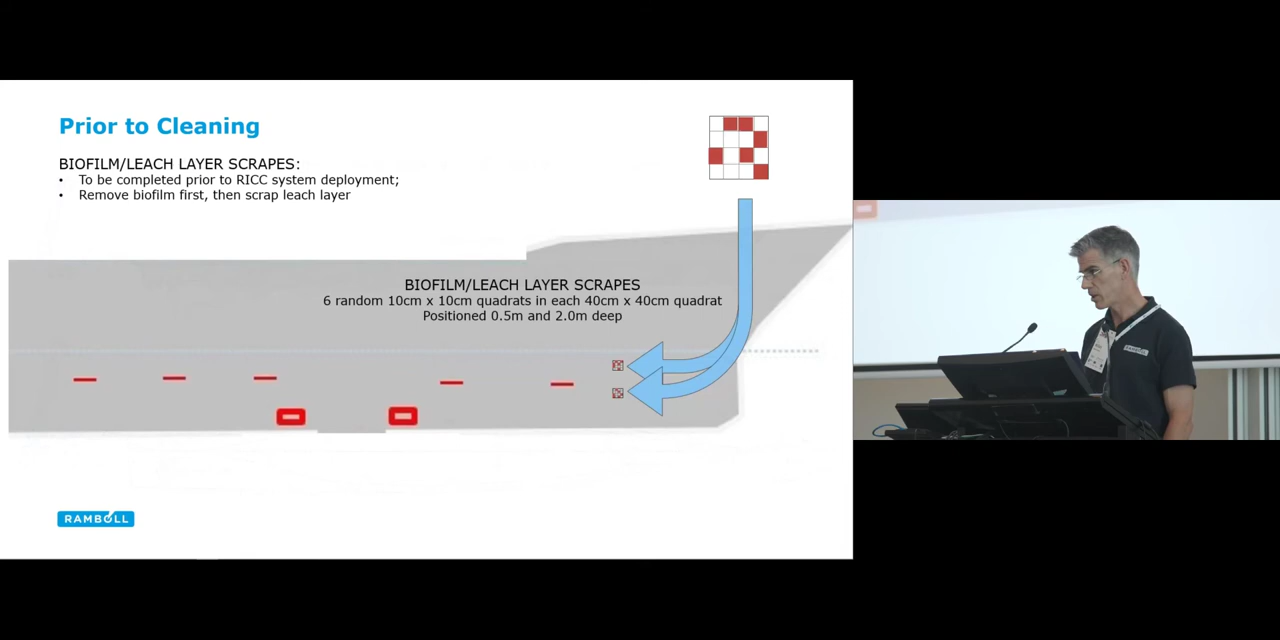 Prior to Cleaning
BIOFILM/LEACH LAYER SCRAPES:
• To be completed prior to RICC system deployment;
• Remove biofilm first, then scrap leach layer
BIOFILM/LEACH LAYER SCRAPES
6 random 10cm x 10cm quadrats in each 40cm x 40cm quadrat
Positioned 0.5m and 2.0m deep
RAMBOLL